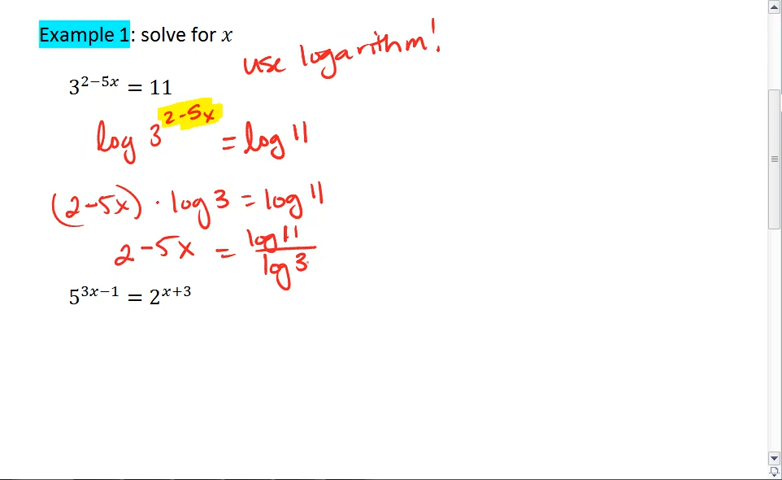 Example 1: solve for x
use logarithm!
3^{2−5x} = 11
log 3^{2-5x} = log 11
(2-5x) · log 3 = log 11
2-5x = \frac{log 11}{log 3}
5^{3x−1} = 2^{x+3}